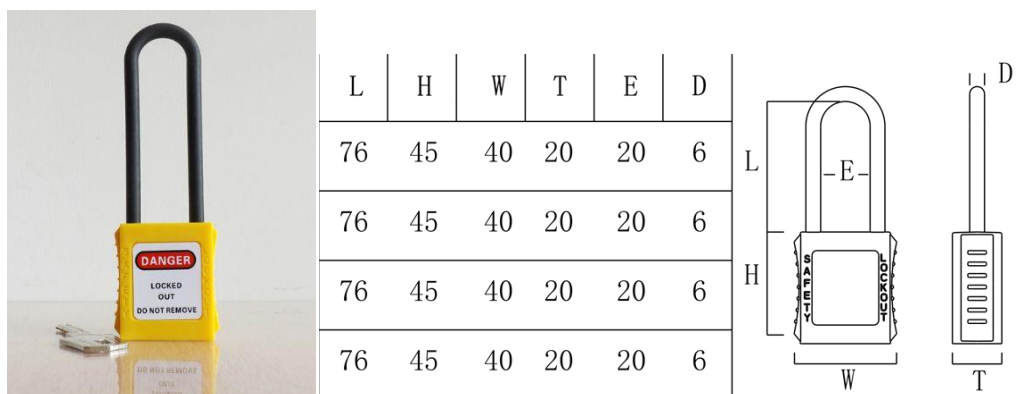 DANGER
LOCKED
OUT
DO NOT REMOVE
L H W T E D
76 45 40 20 20 6
76 45 40 20 20 6
76 45 40 20 20 6
76 45 40 20 20 6
D
L
E
H
SAFETY
LOCKOUT
W
T